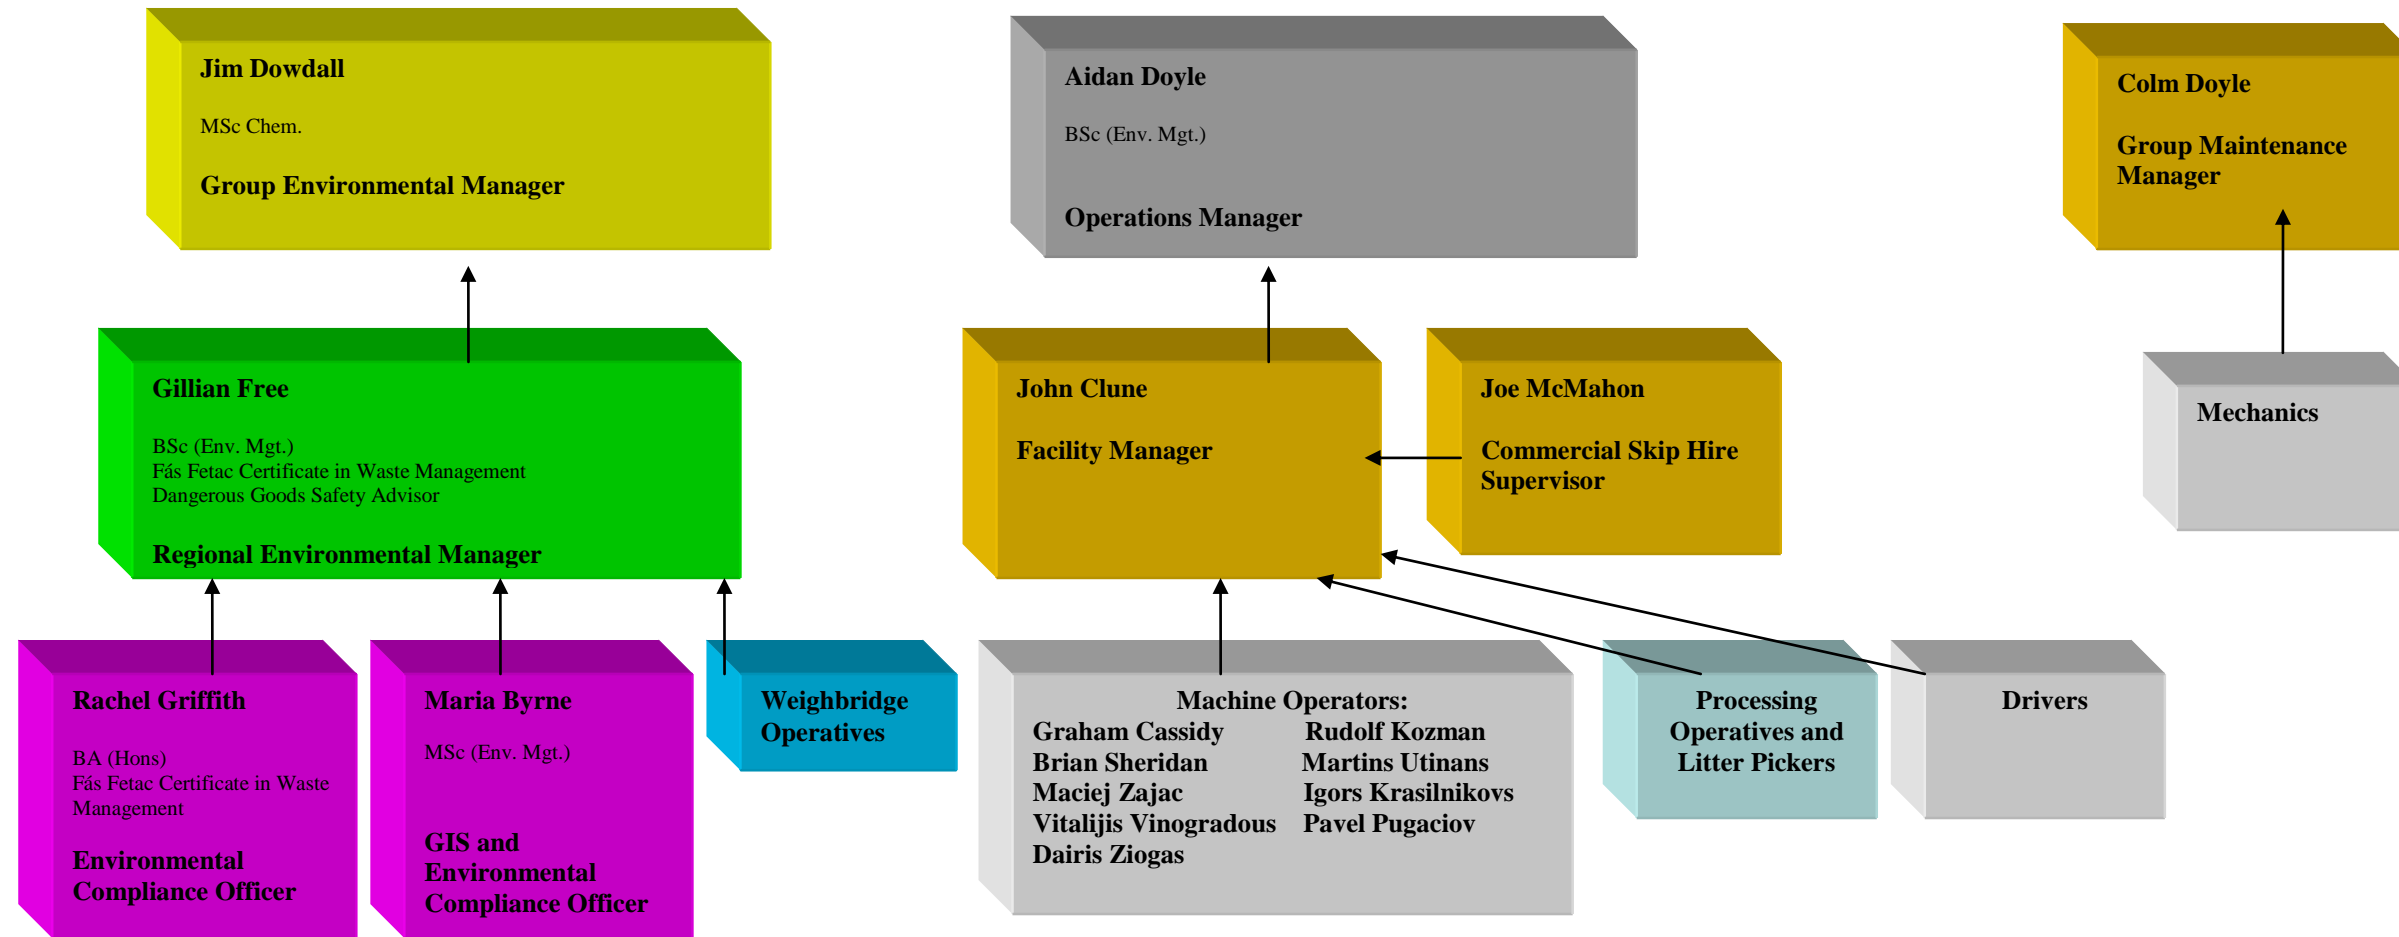 Jim Dowdall
MSc Chem.
Group Environmental Manager
Aidan Doyle
BSc (Env. Mgt.)
Operations Manager
Colm Doyle
Group Maintenance
Manager
Gillian Free
BSc (Env. Mgt.)
Fás Fetac Certificate in Waste Management
Dangerous Goods Safety Advisor
Regional Environmental Manager
John Clune
Facility Manager
Joe McMahon
Commercial Skip Hire
Supervisor
Mechanics
Rachel Griffith
BA (Hons)
Fás Fetac Certificate in Waste
Management
Environmental
Compliance Officer
Maria Byrne
MSc (Env. Mgt.)
GIS and
Environmental
Compliance Officer
Weighbridge
Operatives
Machine Operators:
Graham Cassidy Rudolf Kozman
Brian Sheridan Martins Utinans
Maciej Zajac Igors Krasilnikovs
Vitalijis Vinogradous Pavel Pugaciov
Dairis Ziogas
Processing
Operatives and
Litter Pickers
Drivers